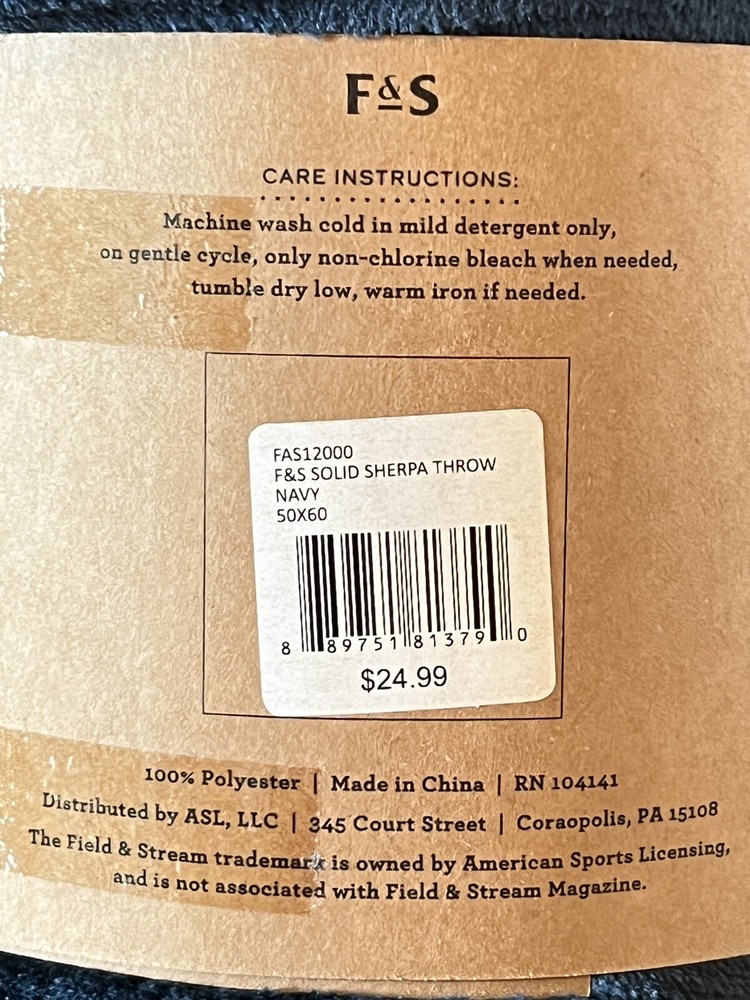 F&S
CARE INSTRUCTIONS:
Machine wash cold in mild detergent only,
on gentle cycle, only non-chlorine bleach when needed,
tumble dry low, warm iron if needed.
FAS12000
F&S SOLID SHERPA THROW
NAVY
50X60
8 89751 81379 0
$24.99
100% Polyester | Made in China | RN 104141
Distributed by ASL, LLC | 345 Court Street | Coraopolis, PA 15108
The Field & Stream trademark is owned by American Sports Licensing,
and is not associated with Field & Stream Magazine.